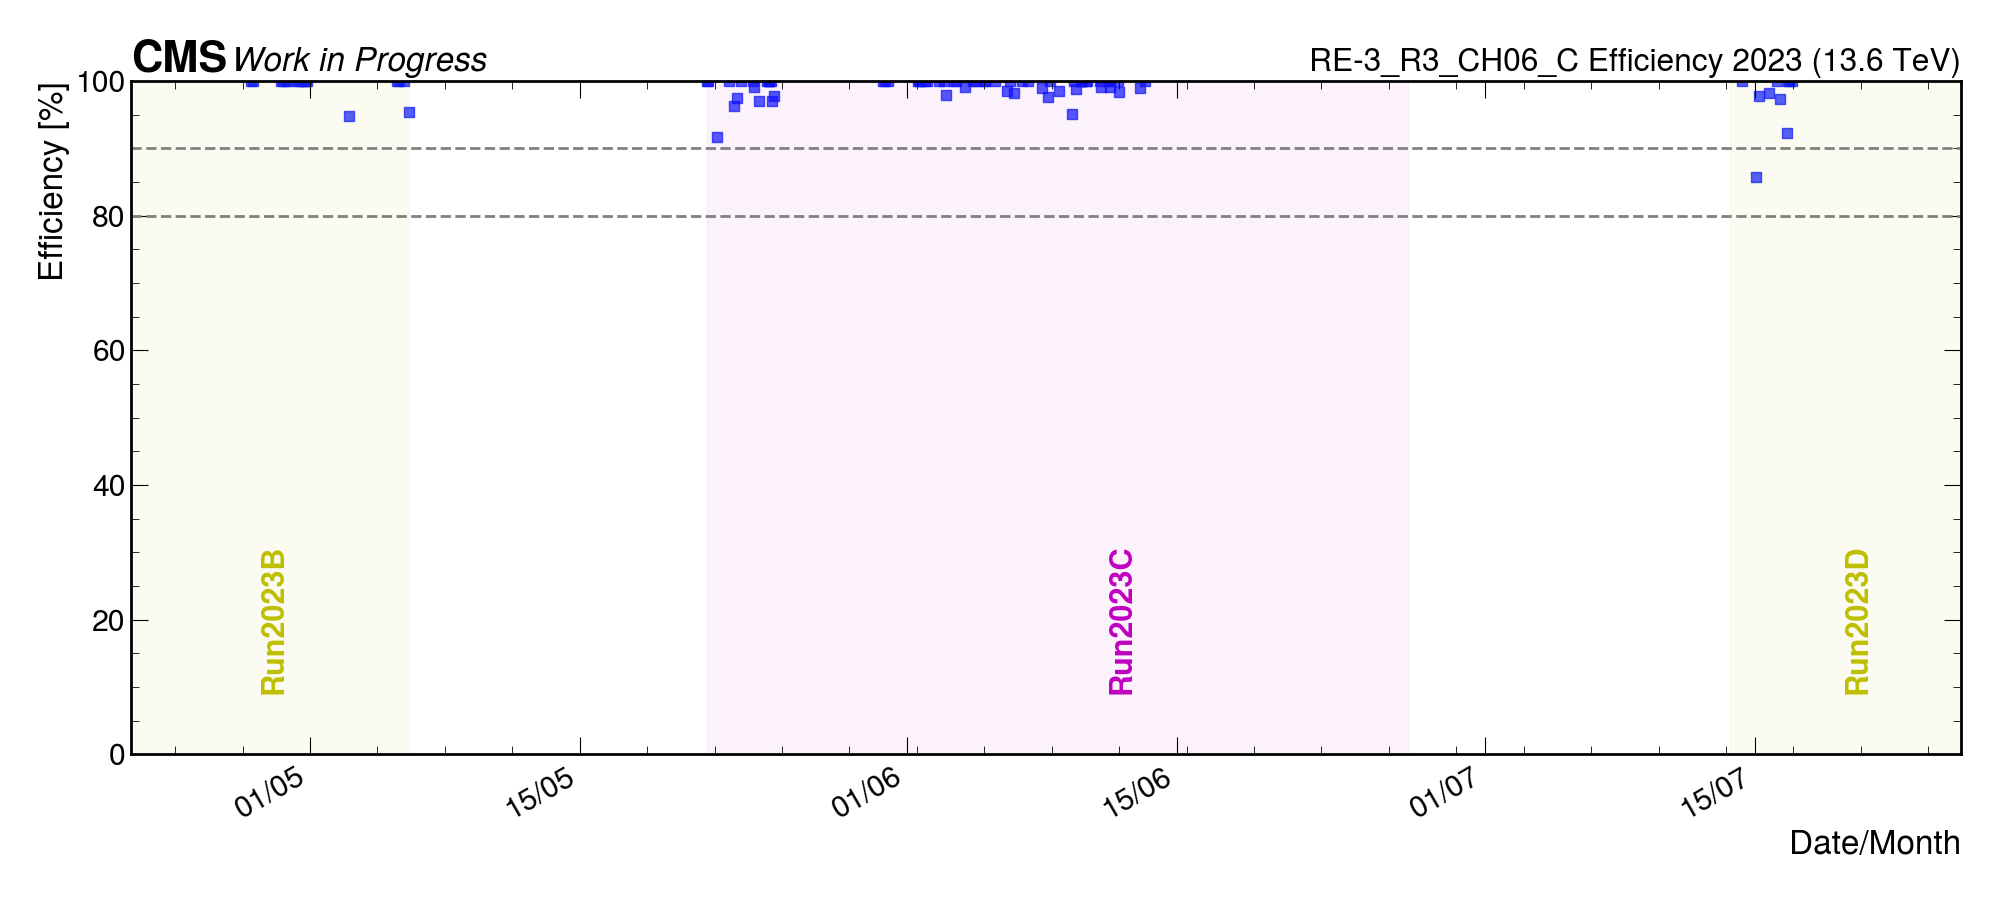 CMS Work in Progress
RE-3_R3_CH06_C Efficiency 2023 (13.6 TeV)
Efficiency [%]
100
80
60
40
20
0
Run2023B
Run2023C
Run2023D
01/05
15/05
01/06
15/06
01/07
15/07
Date/Month